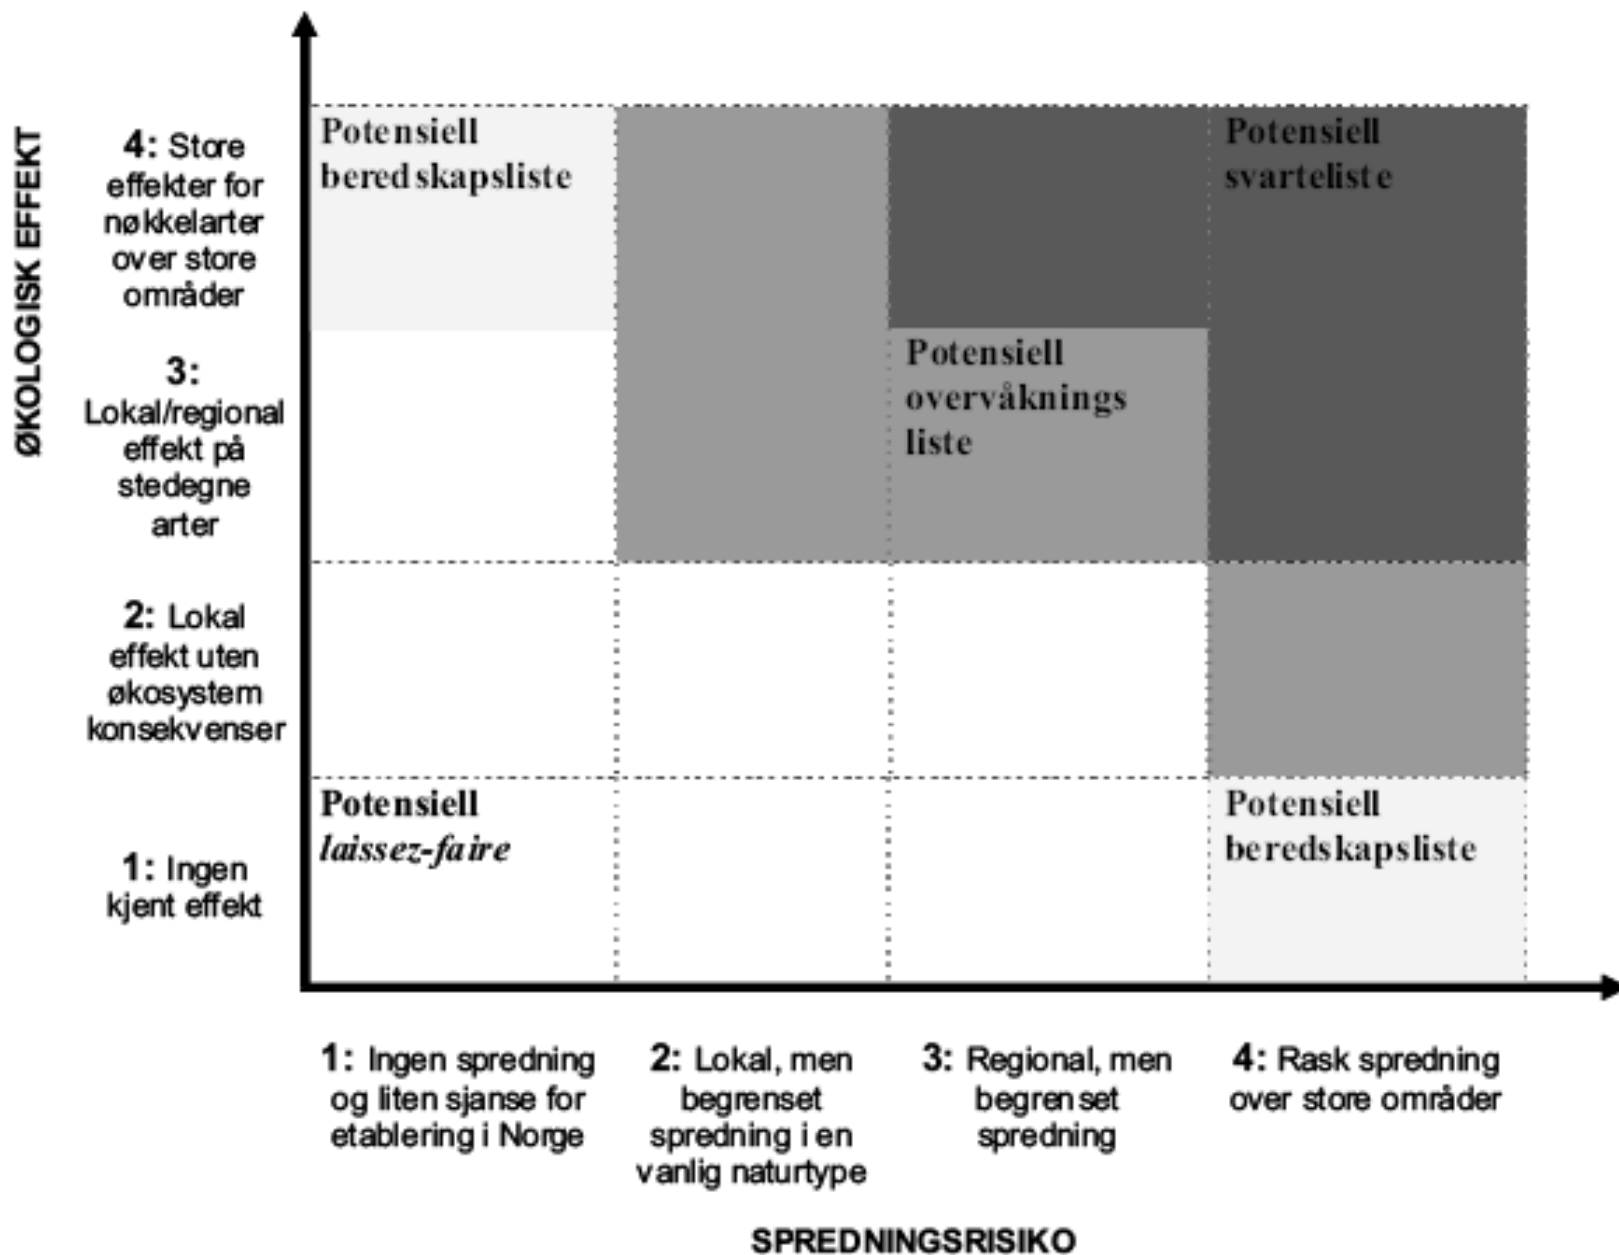 ØKOLOGISK EFFEKT
4: Store
effekter for
nøkkelarter
over store
områder
3:
Lokal/regional
effekt på
stedegne
arter
2: Lokal
effekt uten
økosystem
konsekvenser
1: Ingen
kjent effekt
Potensiell
beredskapsliste
Potensiell
svarteliste
Potensiell
overvåknings
liste
Potensiell
laissez-faire
Potensiell
beredskapsliste
1: Ingen spredning
og liten sjanse for
etablering i Norge
2: Lokal, men
begrenset
spredning i en
vanlig naturtype
3: Regional, men
begrenset
spredning
4: Rask spredning
over store områder
SPREDNINGSRISIKO